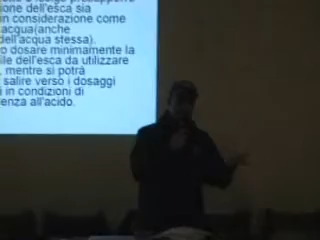 ione dell'esca sia
in considerazione come
acqua(anche
dell'acqua stessa).
o dosare minimamente la
ile dell'esca da utilizzare
, mentre si potrà
salire verso i dosaggi
i in condizioni di
enza all'acido.